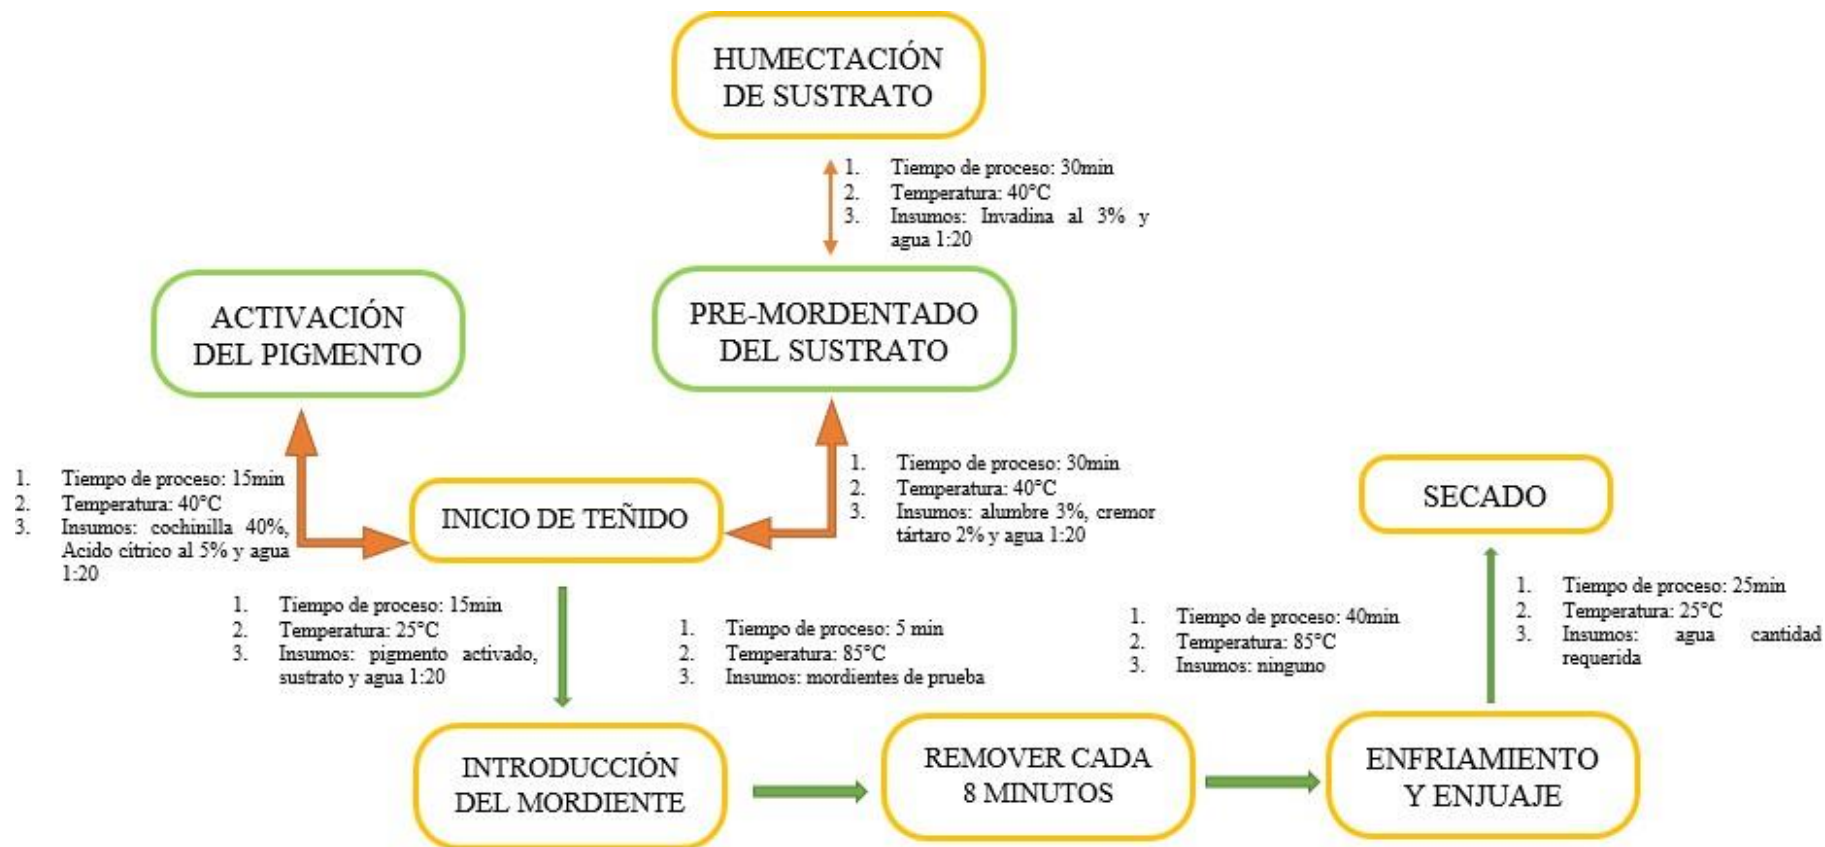 HUMECTACIÓN
DE SUSTRATO
1. Tiempo de proceso: 30min
2. Temperatura: 40°C
3. Insumos: Invadina al 3% y
agua 1:20
ACTIVACIÓN
DEL PIGMENTO
PRE-MORDENTADO
DEL SUSTRATO
1. Tiempo de proceso: 15min
2. Temperatura: 40°C
3. Insumos: cochinilla 40%,
Acido cítrico al 5% y agua
1:20
INICIO DE TEÑIDO
1. Tiempo de proceso: 30min
2. Temperatura: 40°C
3. Insumos: alumbre 3%, cremor
tártaro 2% y agua 1:20
SECADO
1. Tiempo de proceso: 15min
2. Temperatura: 25°C
3. Insumos: pigmento activado,
sustrato y agua 1:20
1. Tiempo de proceso: 5 min
2. Temperatura: 85°C
3. Insumos: mordientes de prueba
1. Tiempo de proceso: 40min
2. Temperatura: 85°C
3. Insumos: ninguno
1. Tiempo de proceso: 25min
2. Temperatura: 25°C
3. Insumos: agua cantidad
requerida
INTRODUCCIÓN
DEL MORDIENTE
REMOVER CADA
8 MINUTOS
ENFRIAMIENTO
Y ENJUAJE